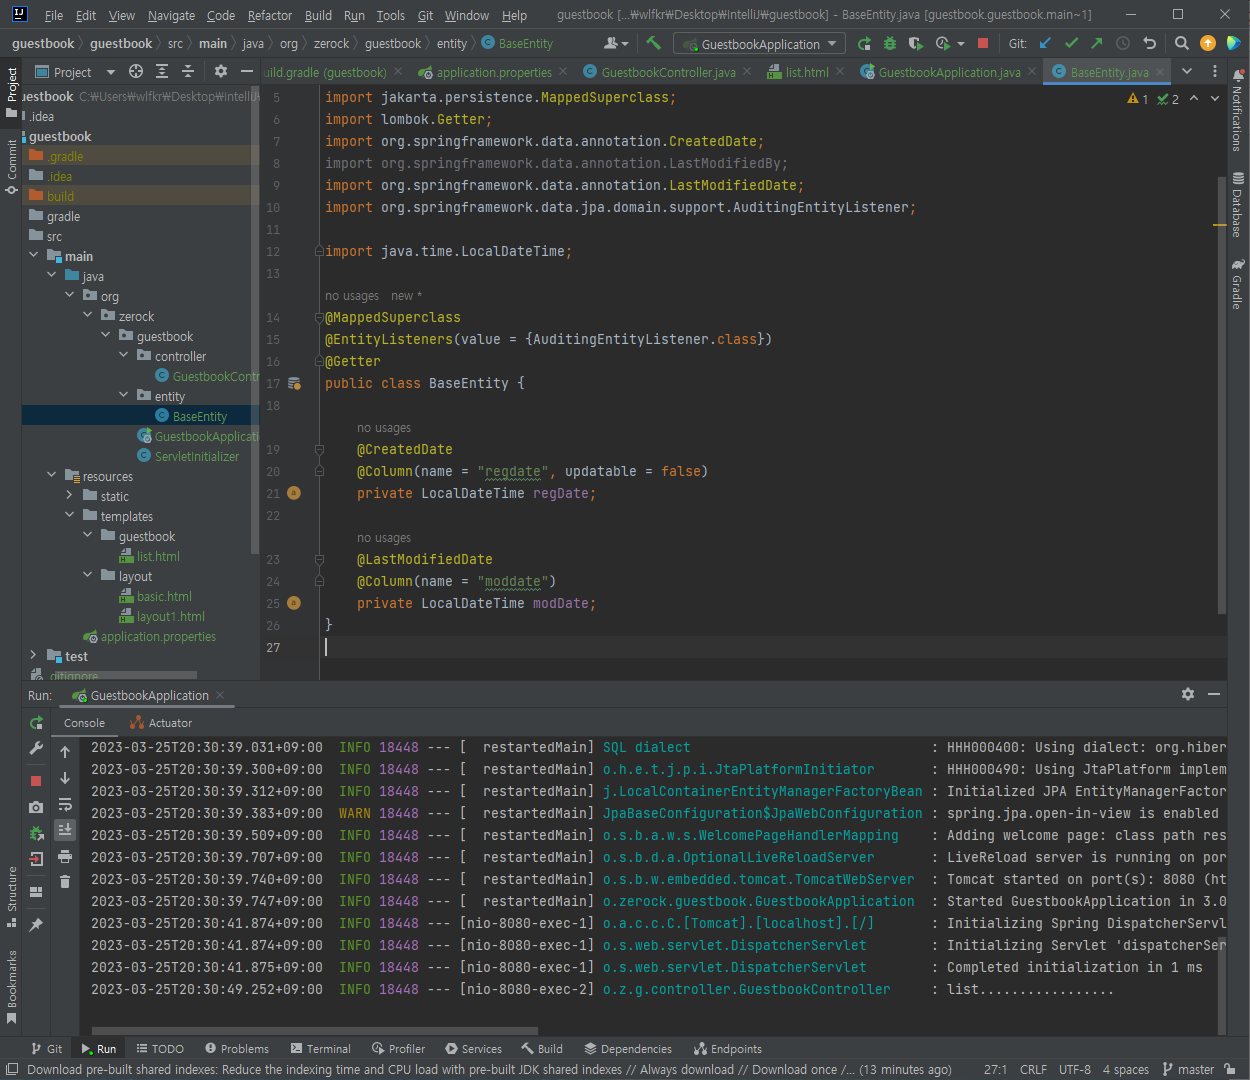 File Edit View Navigate Code Refactor Build Run Tools Git Window Help guestbook [...₩wlfkr₩Desktop₩IntelliJ₩guestbook] - BaseEntity.java [guestbook.guestbook.main~1]
guestbook guestbook src main java org zerock guestbook entity BaseEntity GuestbookApplication Git:
Project uild.gradle (guestbook) application.properties GuestbookController.java list.html GuestbookApplication.java BaseEntity.java
Project
Commit
Structure
Bookmarks
uestbook C:₩Users₩wlfkr₩Desktop₩IntelliJ
.idea
guestbook
.gradle
.idea
build
gradle
src
main
java
org
zerock
guestbook
controller
GuestbookContr
entity
BaseEntity
GuestbookApplicati
ServletInitializer
resources
static
templates
guestbook
list.html
layout
basic.html
layout1.html
application.properties
test
.gitignore
5 import jakarta.persistence.MappedSuperclass;
6 import lombok.Getter;
7 import org.springframework.data.annotation.CreatedDate;
8 import org.springframework.data.annotation.LastModifiedBy;
9 import org.springframework.data.annotation.LastModifiedDate;
10 import org.springframework.data.jpa.domain.support.AuditingEntityListener;
11
12 import java.time.LocalDateTime;
13
no usages new *
14 @MappedSuperclass
15 @EntityListeners(value = {AuditingEntityListener.class})
16 @Getter
17 public class BaseEntity {
18
no usages
19 @CreatedDate
20 @Column(name = "regdate", updatable = false)
21 private LocalDateTime regDate;
22
no usages
23 @LastModifiedDate
24 @Column(name = "moddate")
25 private LocalDateTime modDate;
26 }
27
1 2
Notifications
Database
Gradle
Run: GuestbookApplication
Console Actuator
2023-03-25T20:30:39.031+09:00 INFO 18448 --- [ restartedMain] SQL dialect : HHH000400: Using dialect: org.hiber
2023-03-25T20:30:39.300+09:00 INFO 18448 --- [ restartedMain] o.h.e.t.j.p.i.JtaPlatformInitiator : HHH000490: Using JtaPlatform implem
2023-03-25T20:30:39.312+09:00 INFO 18448 --- [ restartedMain] j.LocalContainerEntityManagerFactoryBean : Initialized JPA EntityManagerFactor
2023-03-25T20:30:39.383+09:00 WARN 18448 --- [ restartedMain] JpaBaseConfiguration$JpaWebConfiguration : spring.jpa.open-in-view is enabled
2023-03-25T20:30:39.509+09:00 INFO 18448 --- [ restartedMain] o.s.b.a.w.s.WelcomePageHandlerMapping : Adding welcome page: class path res
2023-03-25T20:30:39.707+09:00 INFO 18448 --- [ restartedMain] o.s.b.d.a.OptionalLiveReloadServer : LiveReload server is running on por
2023-03-25T20:30:39.740+09:00 INFO 18448 --- [ restartedMain] o.s.b.w.embedded.tomcat.TomcatWebServer : Tomcat started on port(s): 8080 (ht
2023-03-25T20:30:39.747+09:00 INFO 18448 --- [ restartedMain] o.zerock.guestbook.GuestbookApplication : Started GuestbookApplication in 3.0
2023-03-25T20:30:41.874+09:00 INFO 18448 --- [nio-8080-exec-1] o.a.c.c.C.[Tomcat].[localhost].[/] : Initializing Spring DispatcherServl
2023-03-25T20:30:41.874+09:00 INFO 18448 --- [nio-8080-exec-1] o.s.web.servlet.DispatcherServlet : Initializing Servlet 'dispatcherSer
2023-03-25T20:30:41.875+09:00 INFO 18448 --- [nio-8080-exec-1] o.s.web.servlet.DispatcherServlet : Completed initialization in 1 ms
2023-03-25T20:30:49.252+09:00 INFO 18448 --- [nio-8080-exec-2] o.z.g.controller.GuestbookController : list.................
Git Run TODO Problems Terminal Profiler Services Build Dependencies Endpoints
Download pre-built shared indexes: Reduce the indexing time and CPU load with pre-built JDK shared indexes // Always download // Download once /... (13 minutes ago) 27:1 CRLF UTF-8 4 spaces master